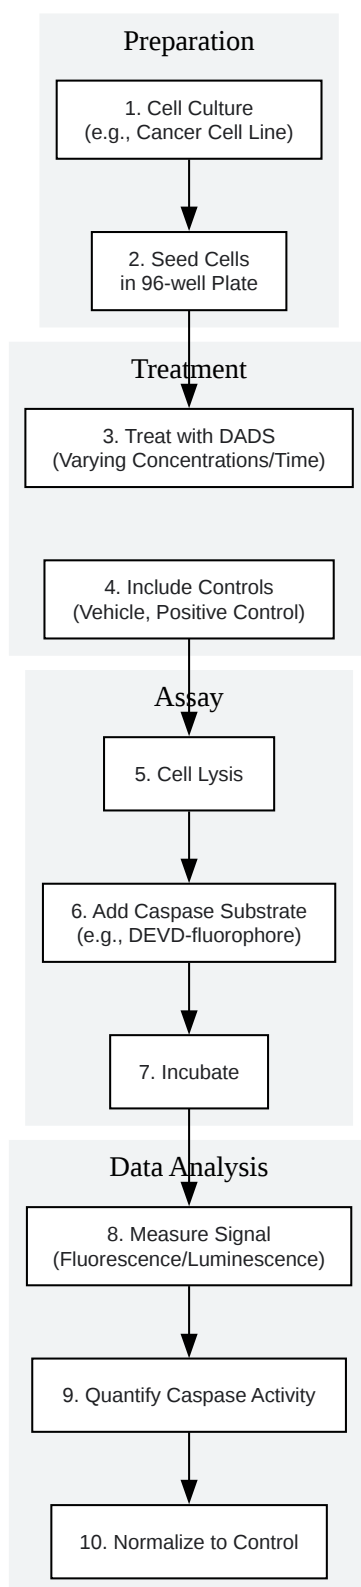 Preparation
1. Cell Culture
(e.g., Cancer Cell Line)
2. Seed Cells
in 96-well Plate
Treatment
3. Treat with DADS
(Varying Concentrations/Time)
4. Include Controls
(Vehicle, Positive Control)
Assay
5. Cell Lysis
6. Add Caspase Substrate
(e.g., DEVD-fluorophore)
7. Incubate
Data Analysis
8. Measure Signal
(Fluorescence/Luminescence)
9. Quantify Caspase Activity
10. Normalize to Control